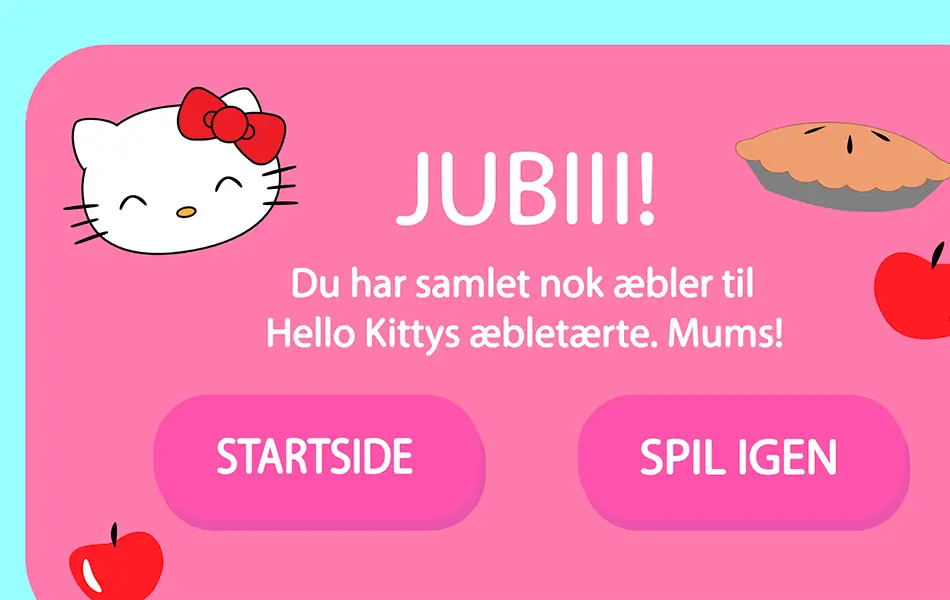 JUBIII!
Du har samlet nok æbler til
Hello Kittys æbletærte. Mums!
STARTSIDE
SPIL IGEN